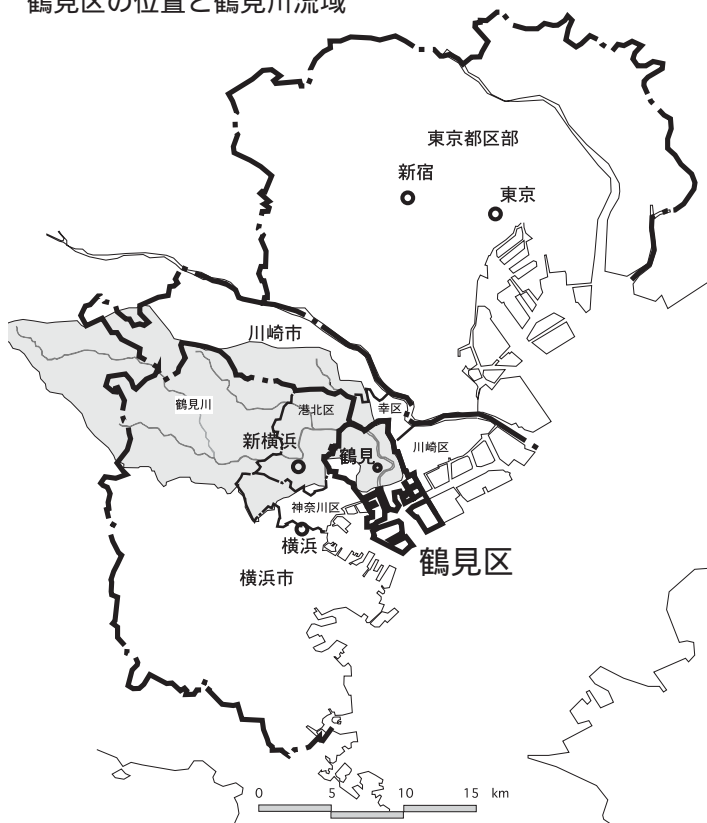 鶴見区の位置と鶴見川流域
東京都区部
新宿
東京
川崎市
鶴見川
港北区
幸区
新横浜
鶴見
川崎区
神奈川区
横浜
鶴見区
横浜市
0 5 10 15 km